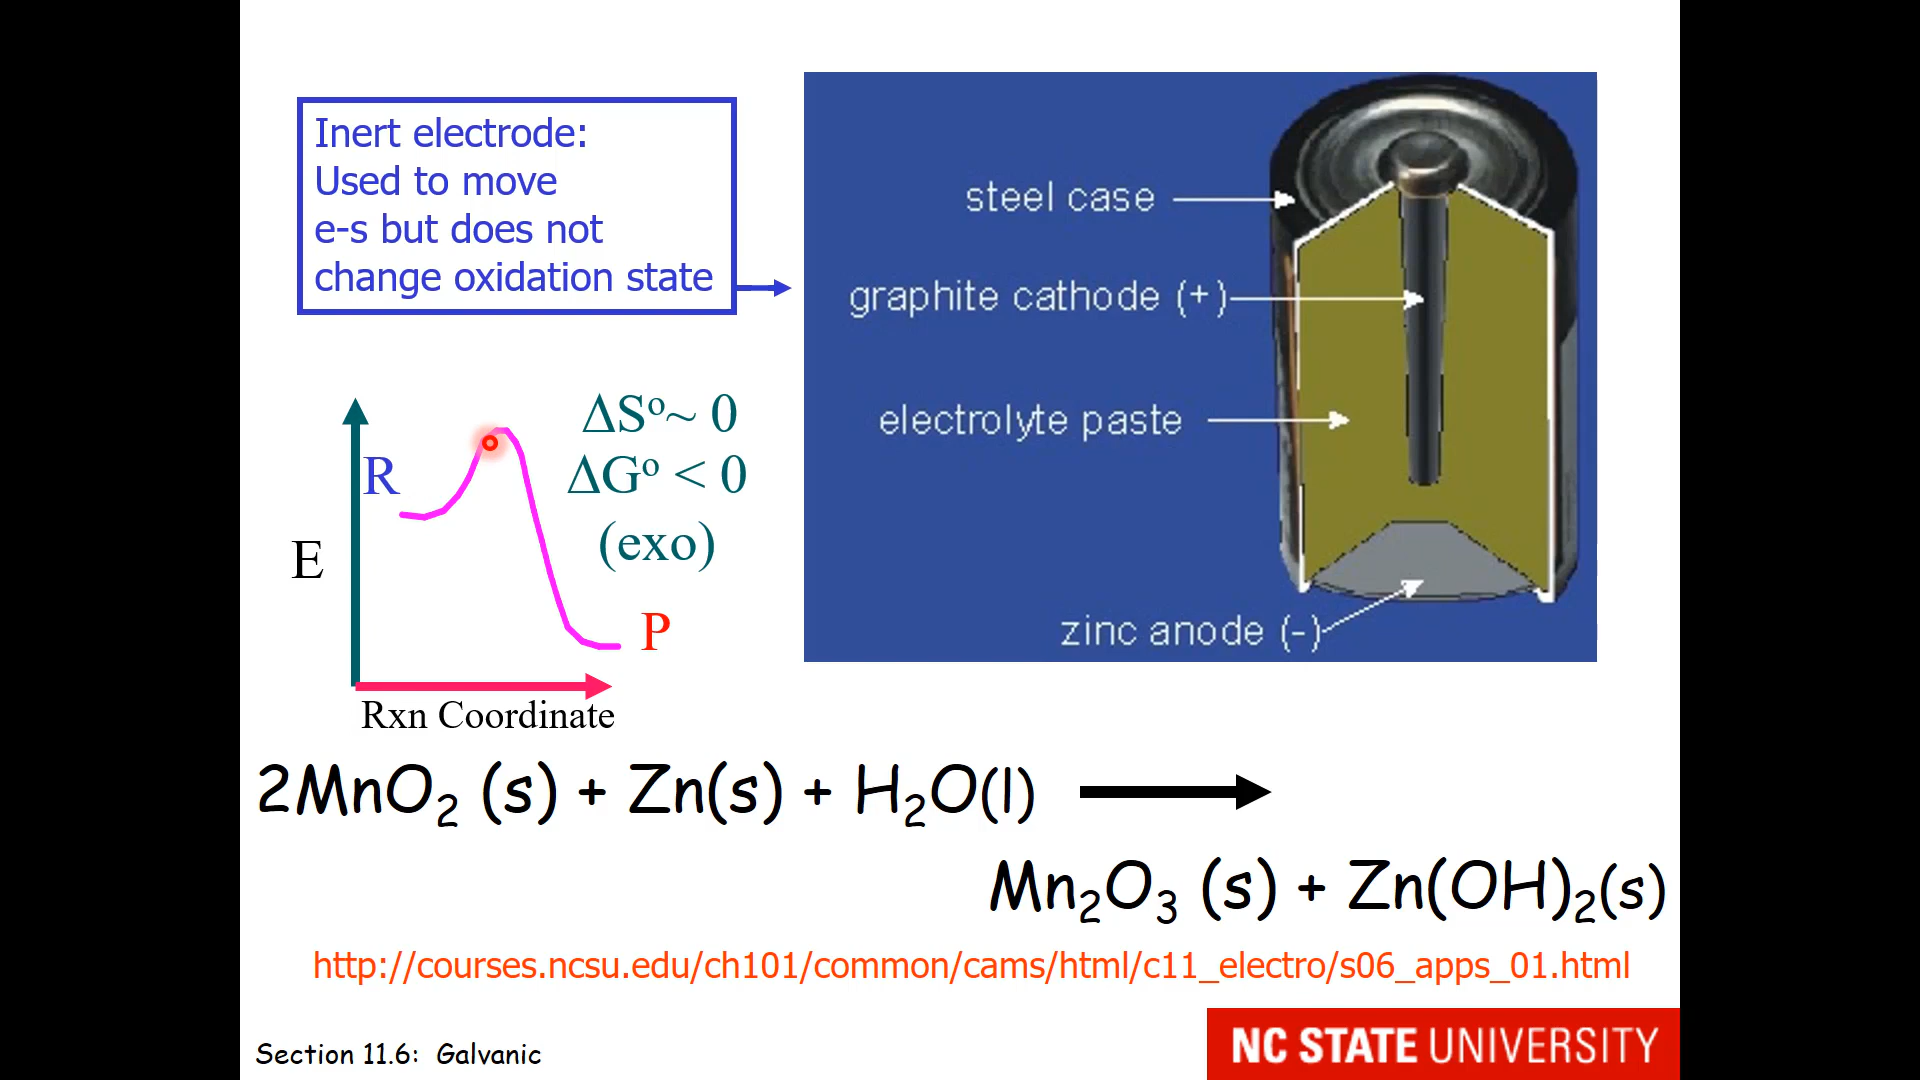 Inert electrode:
Used to move
e-s but does not
change oxidation state
steel case
graphite cathode (+)
electrolyte paste
zinc anode (-)
ΔSº~ 0
ΔGº < 0
(exo)
R
E
P
Rxn Coordinate
2MnO₂ (s) + Zn(s) + H₂O(l)
Mn₂O₃ (s) + Zn(OH)₂(s)
http://courses.ncsu.edu/ch101/common/cams/html/c11_electro/s06_apps_01.html
Section 11.6: Galvanic
NC STATE UNIVERSITY